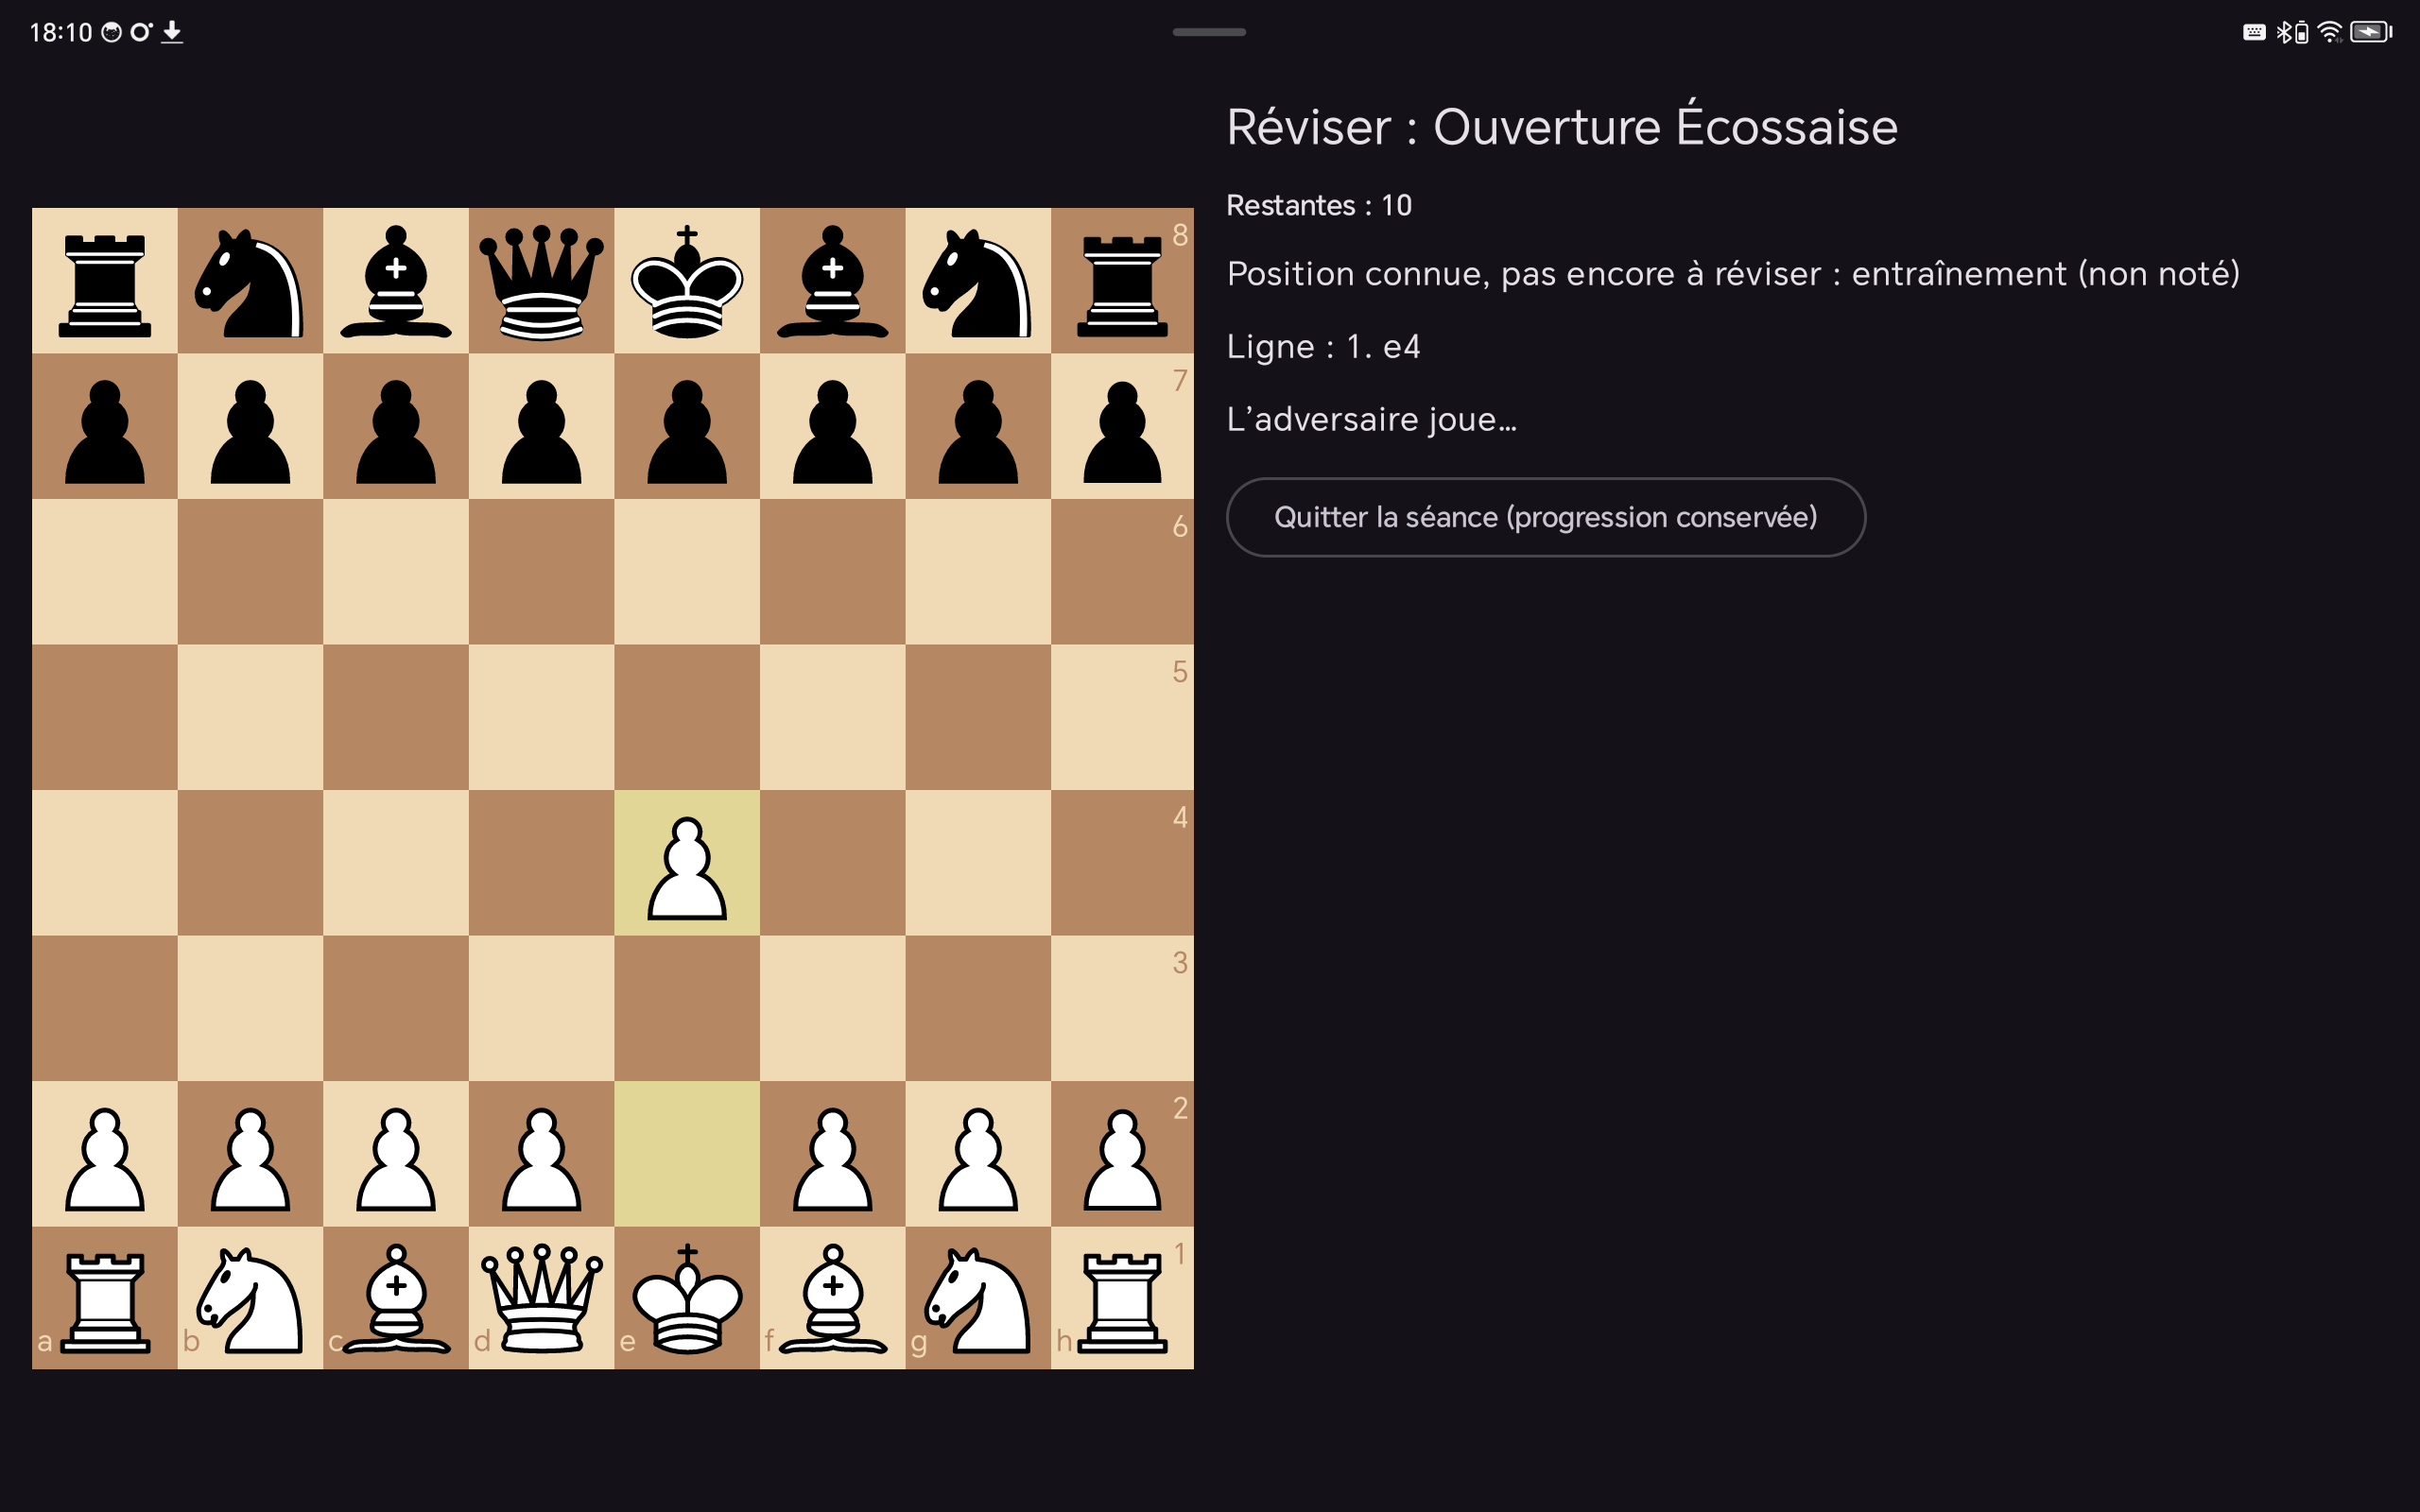 18:10
Réviser : Ouverture Écossaise
Restantes : 10
Position connue, pas encore à réviser : entraînement (non noté)
Ligne : 1. e4
L’adversaire joue…
Quitter la séance (progression conservée)
8
7
6
5
4
3
2
1
a b c d e f g h